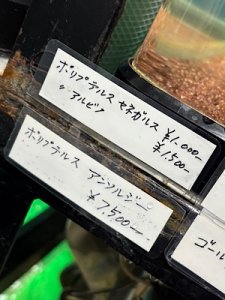 ポリプテルス セネガルス ¥1,000-
〃 アルビノ ¥1,500-
ポリプテルス アンソルジー
¥7,500-
ゴール